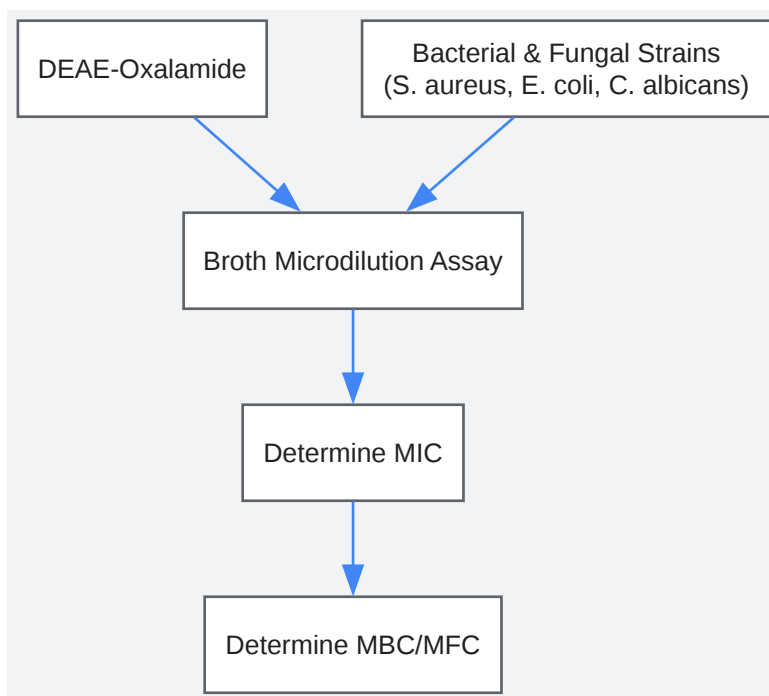 DEAE-Oxalamide
Bacterial & Fungal Strains
(S. aureus, E. coli, C. albicans)
Broth Microdilution Assay
Determine MIC
Determine MBC/MFC